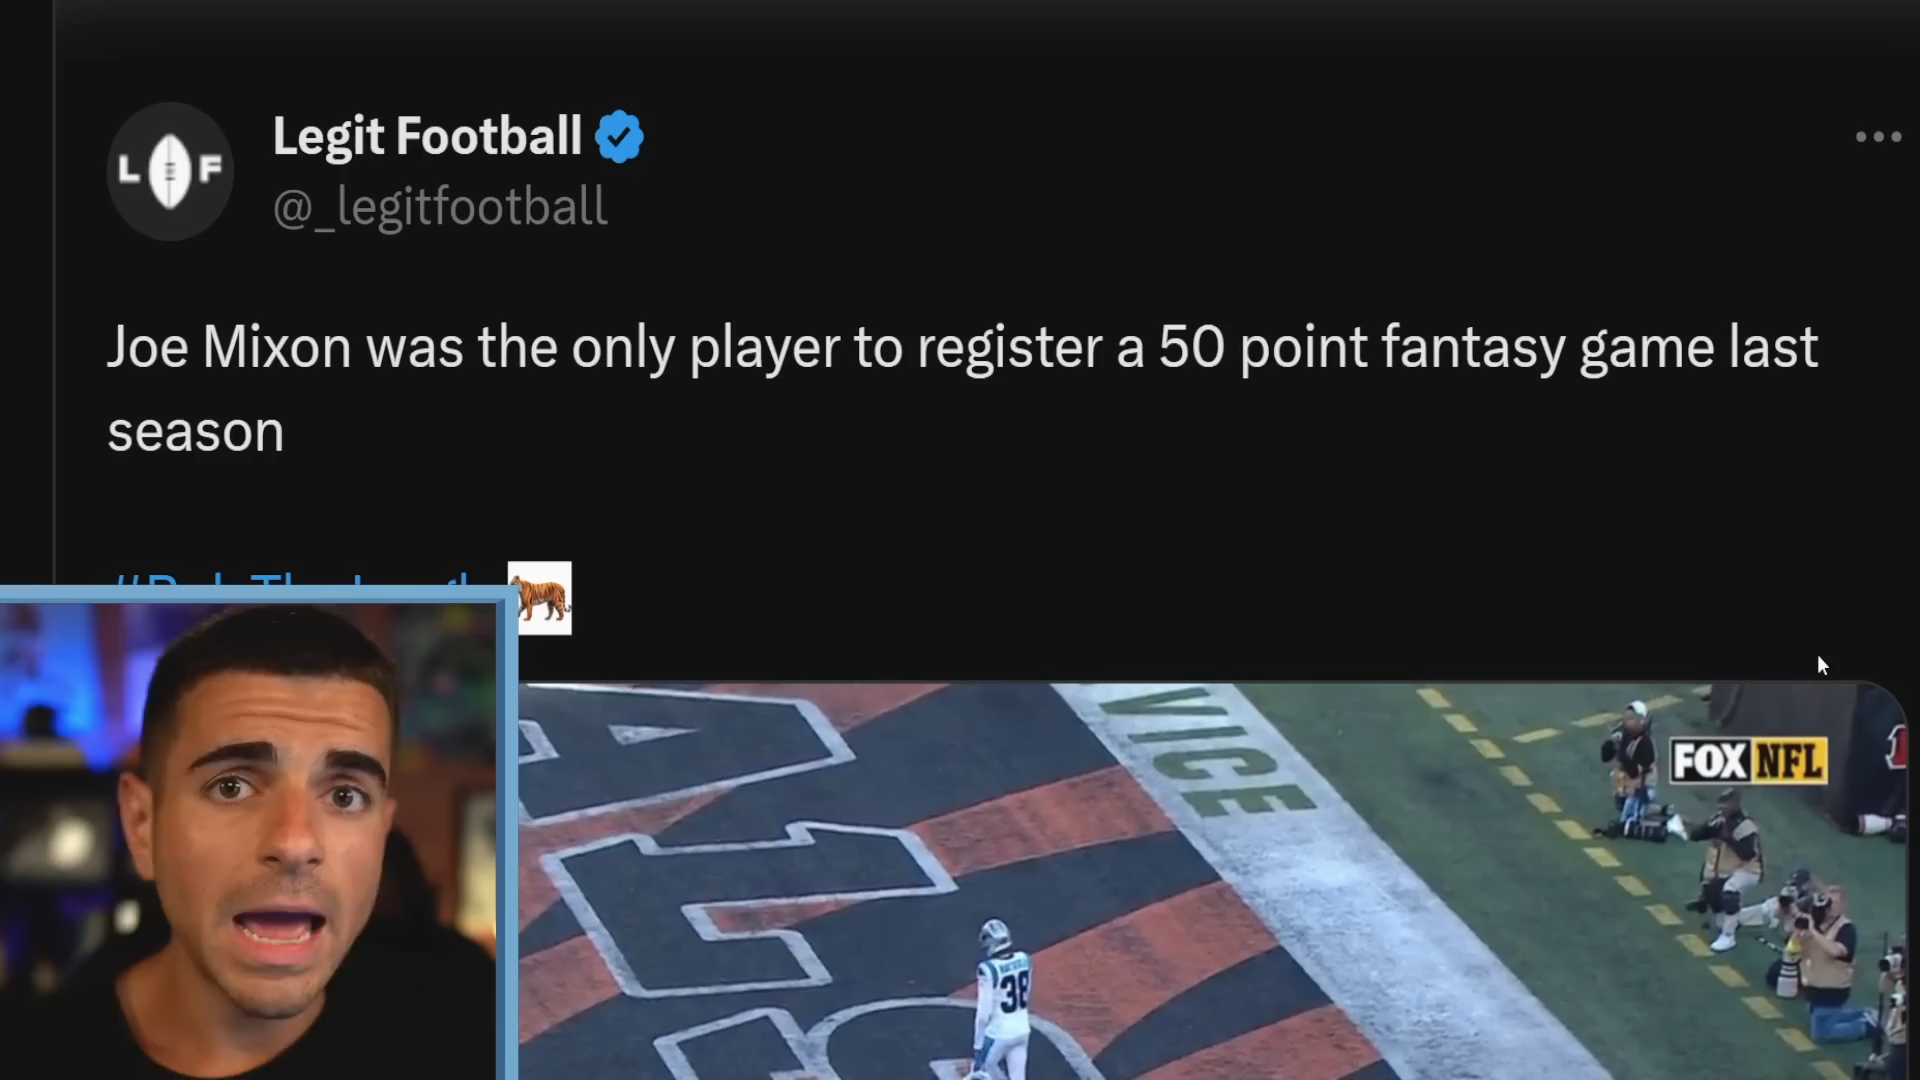 L F
Legit Football
@_legitfootball
Joe Mixon was the only player to register a 50 point fantasy game last
season
VICE
FOX NFL
38